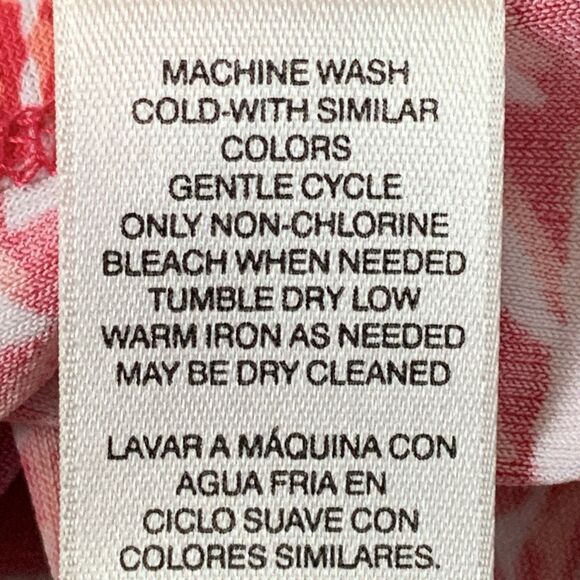 MACHINE WASH
COLD-WITH SIMILAR
COLORS
GENTLE CYCLE
ONLY NON-CHLORINE
BLEACH WHEN NEEDED
TUMBLE DRY LOW
WARM IRON AS NEEDED
MAY BE DRY CLEANED
LAVAR A MÁQUINA CON
AGUA FRIA EN
CICLO SUAVE CON
COLORES SIMILARES.